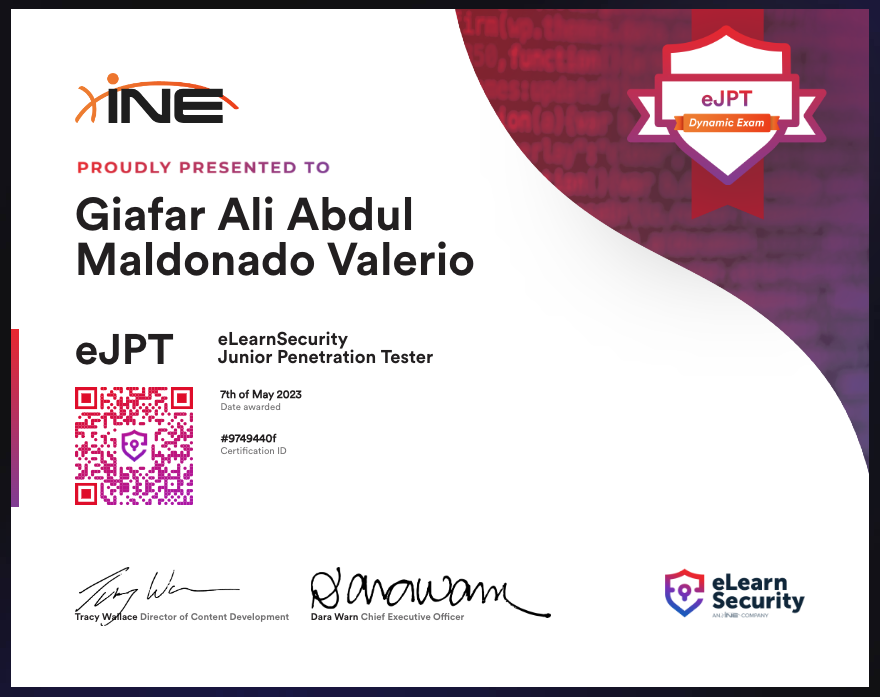 iNE
eJPT
Dynamic Exam
PROUDLY PRESENTED TO
Giafar Ali Abdul
Maldonado Valerio
eJPT
eLearnSecurity
Junior Penetration Tester
7th of May 2023
Date awarded
#9749440f
Certification ID
Tracy Wallace Director of Content Development
Dara Warn Chief Executive Officer
eLearn
Security
AN iNE COMPANY